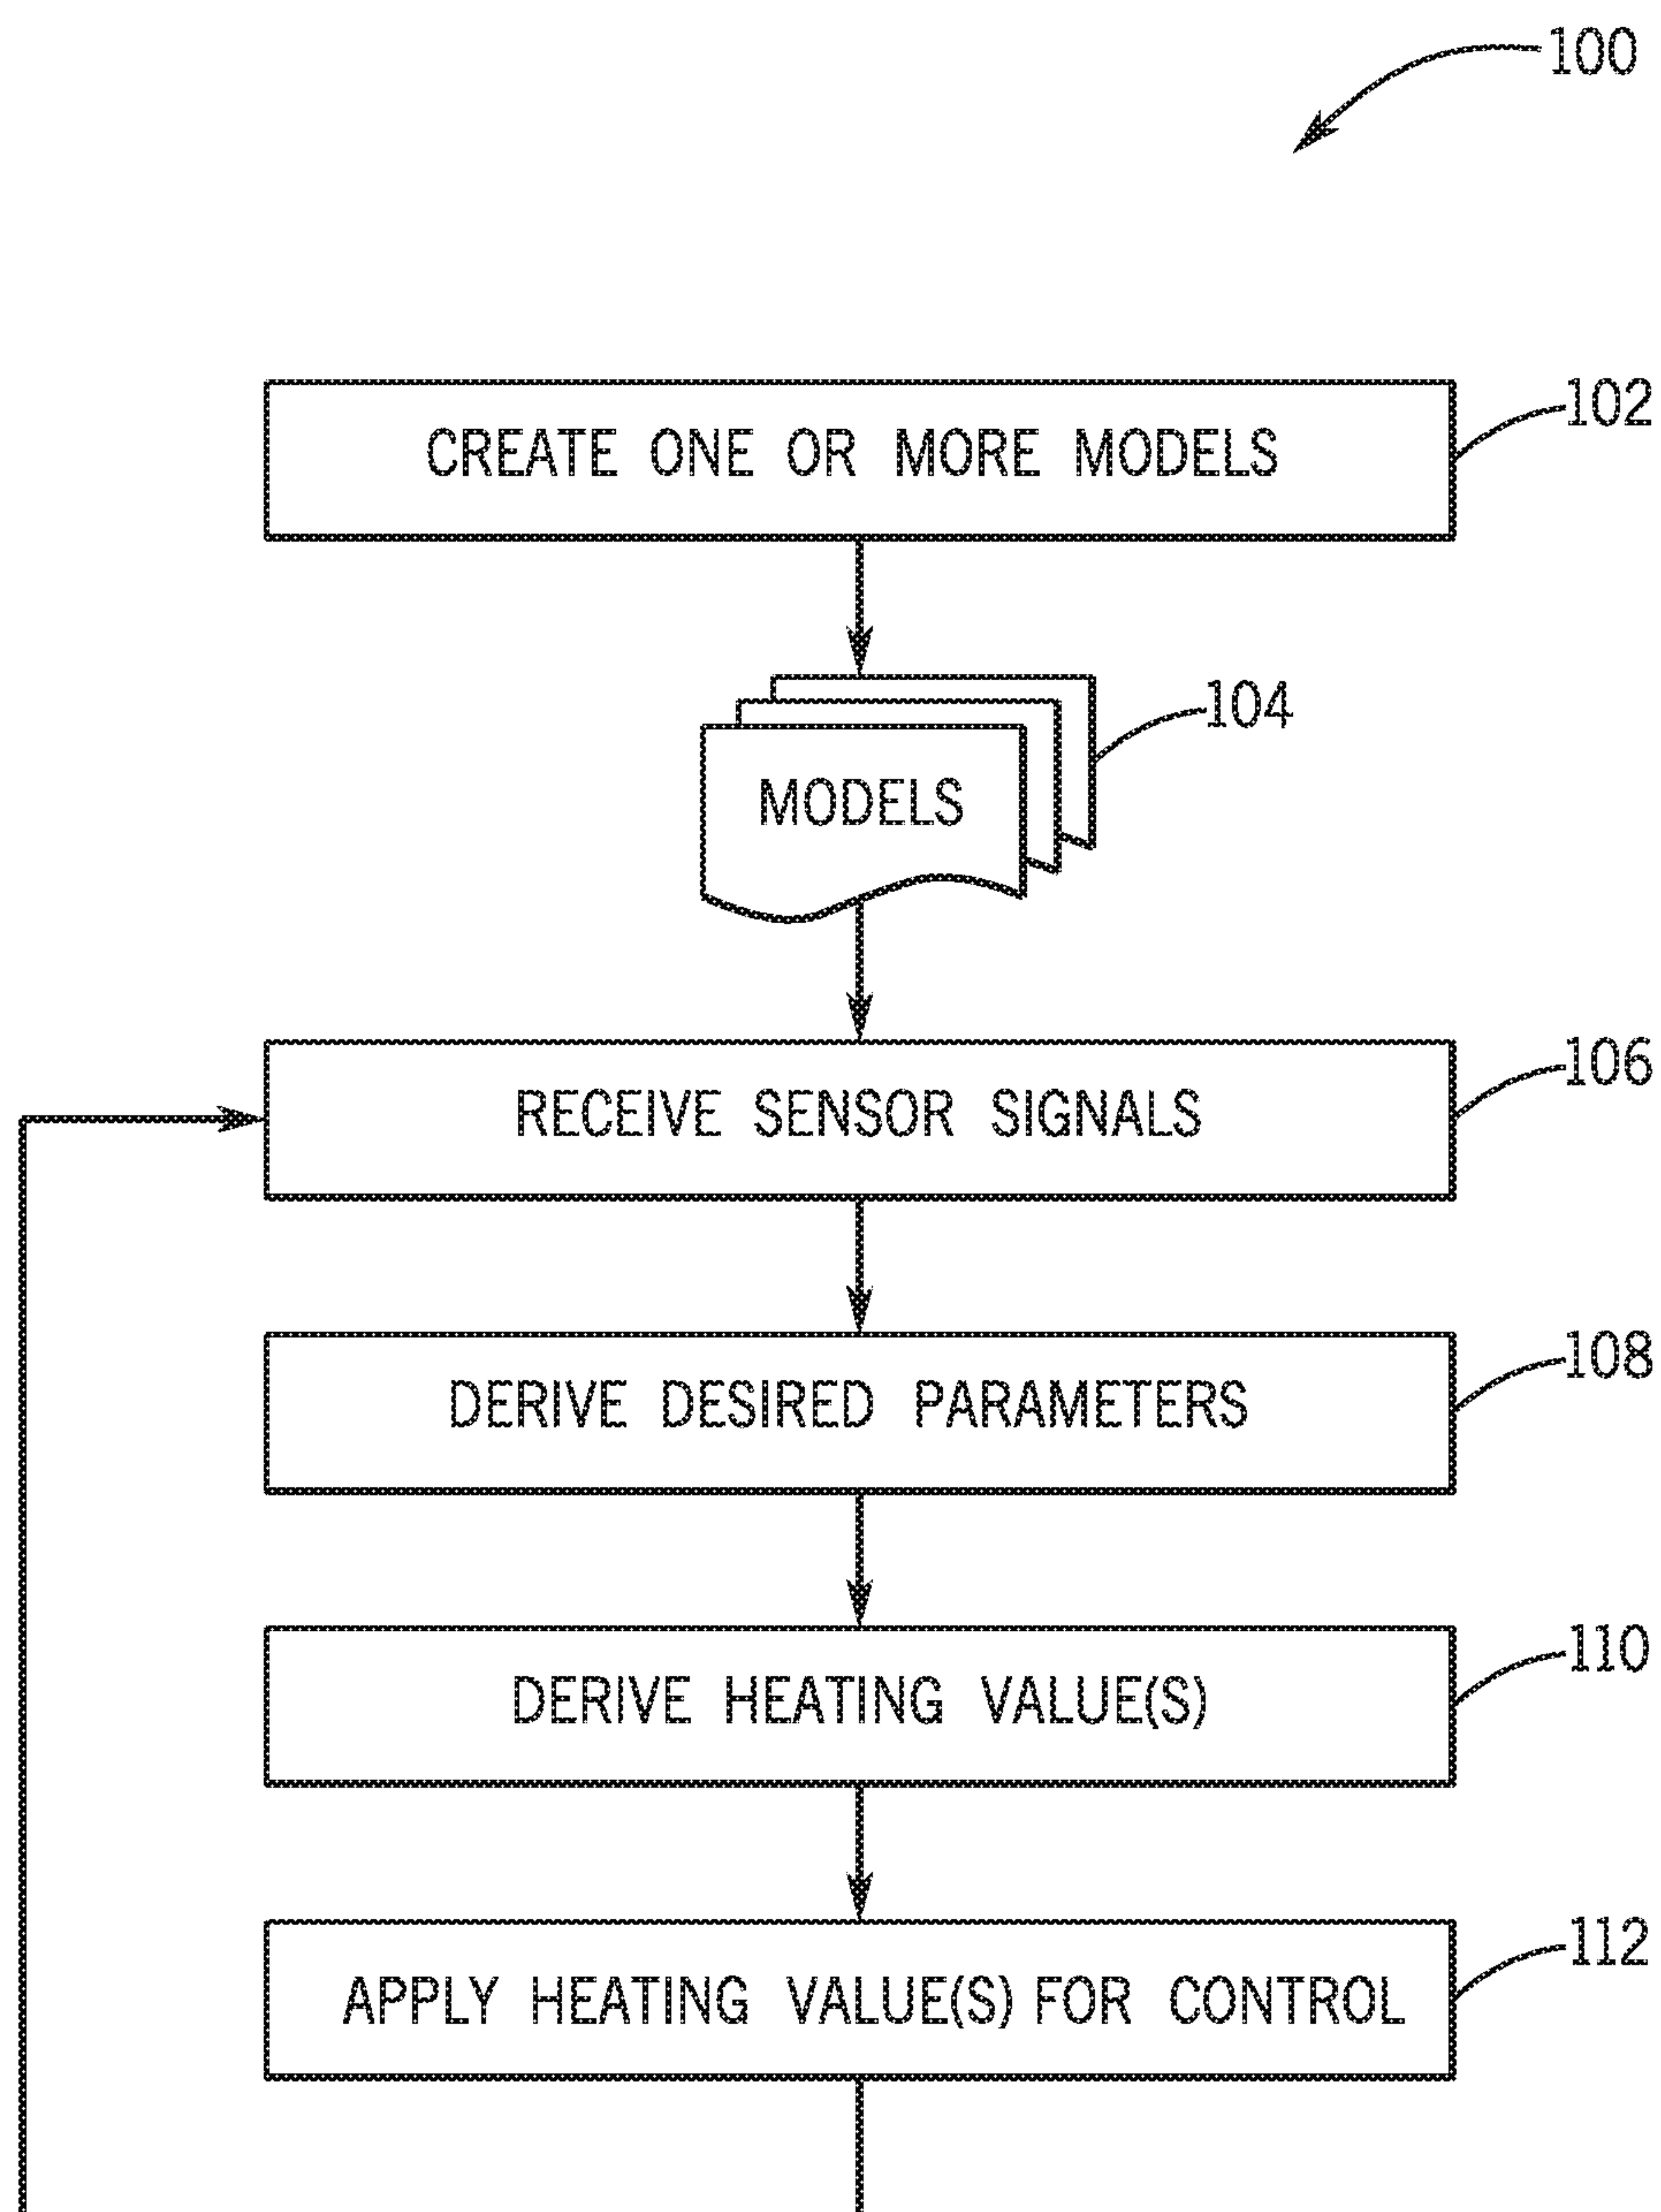 100
CREATE ONE OR MORE MODELS
102
104
MODELS
RECEIVE SENSOR SIGNALS
106
DERIVE DESIRED PARAMETERS
108
DERIVE HEATING VALUE(S)
110
APPLY HEATING VALUE(S) FOR CONTROL
112